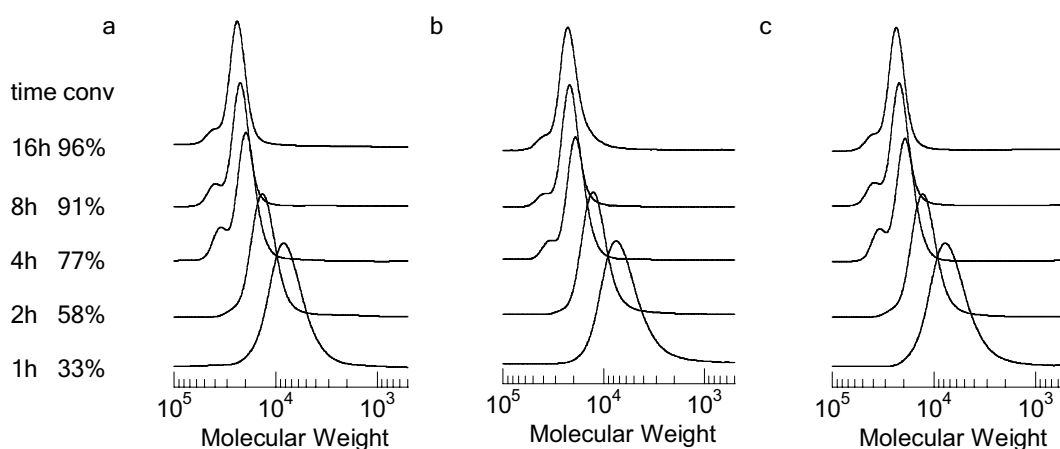 a b c
time conv
16h 96%
8h 91%
4h 77%
2h 58%
1h 33%
10^5 10^4 10^3 10^5 10^4 10^3 10^5 10^4 10^3
Molecular Weight Molecular Weight Molecular Weight